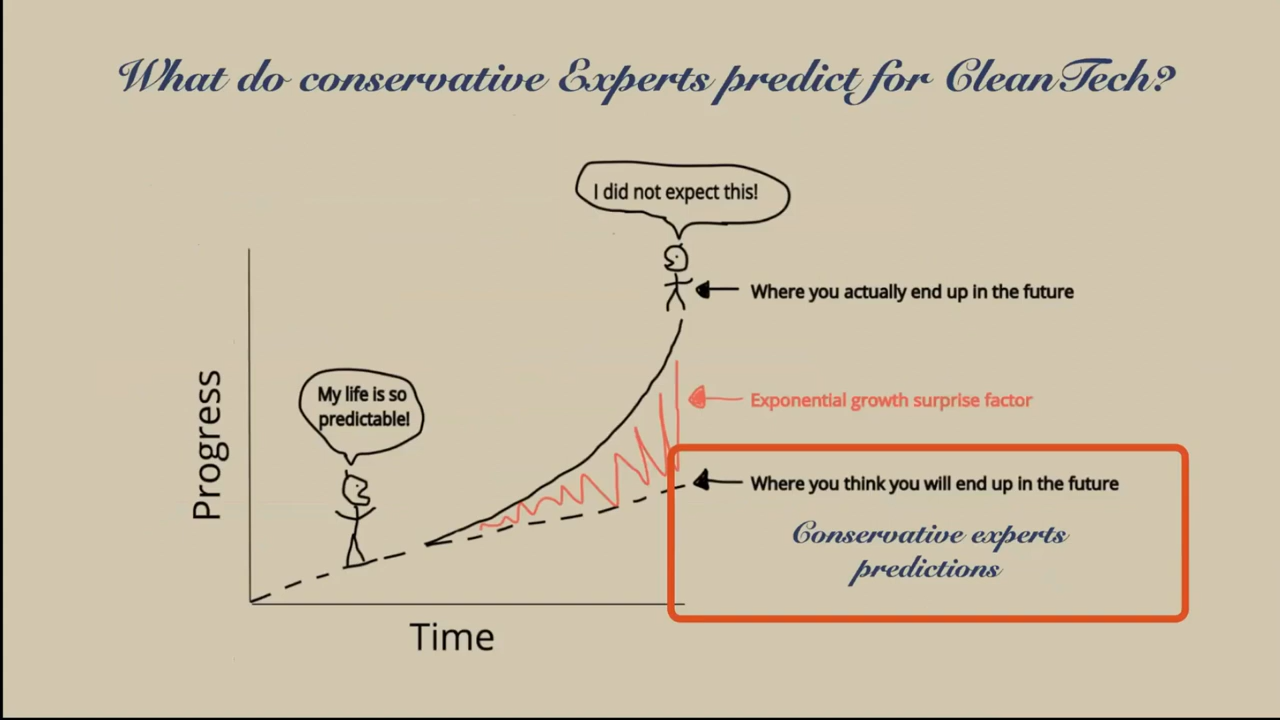 What do conservative Experts predict for CleanTech?
I did not expect this!
Where you actually end up in the future
My life is so
predictable!
Exponential growth surprise factor
Where you think you will end up in the future
Conservative experts
predictions
Progress
Time